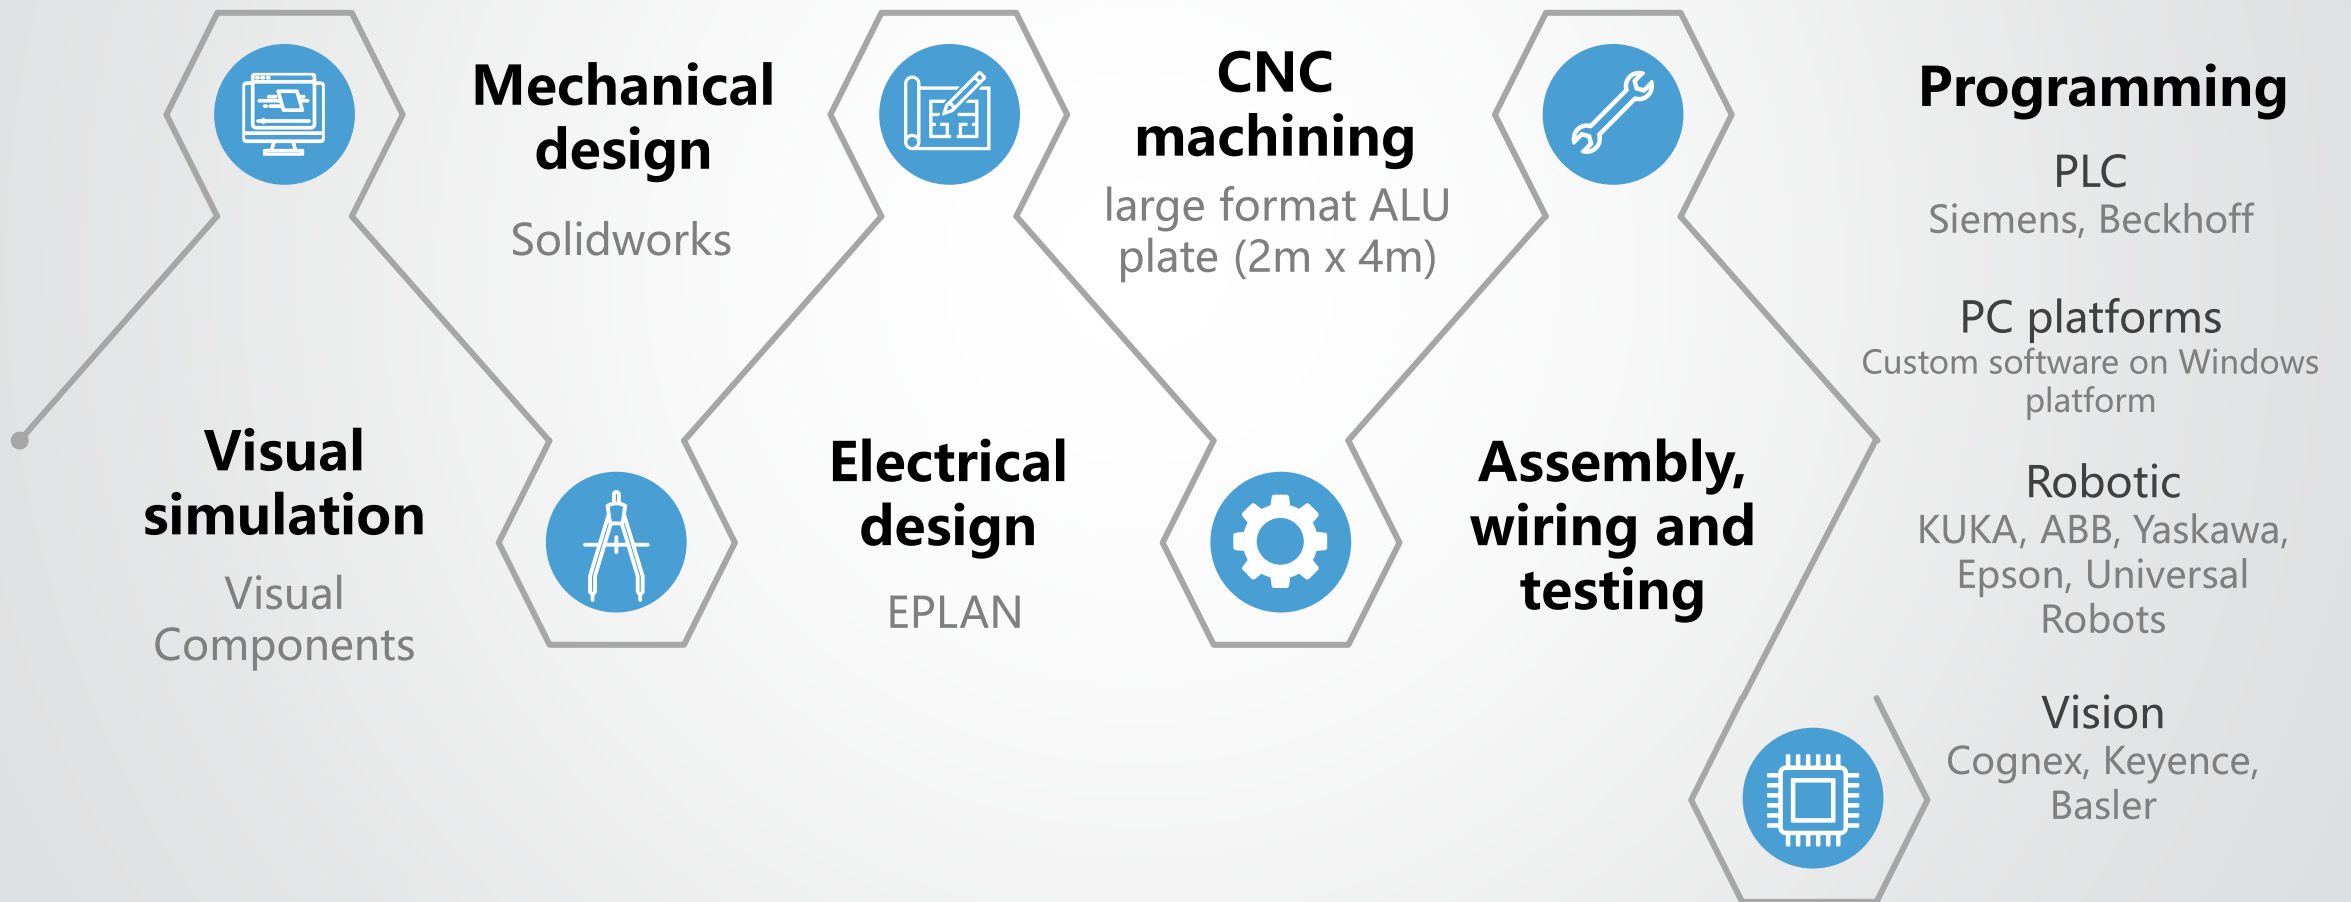 Visual
simulation
Visual
Components
Mechanical
design
Solidworks
Electrical
design
EPLAN
CNC
machining
large format ALU
plate (2m x 4m)
Assembly,
wiring and
testing
Programming
PLC
Siemens, Beckhoff
PC platforms
Custom software on Windows
platform
Robotic
KUKA, ABB, Yaskawa,
Epson, Universal
Robots
Vision
Cognex, Keyence,
Basler